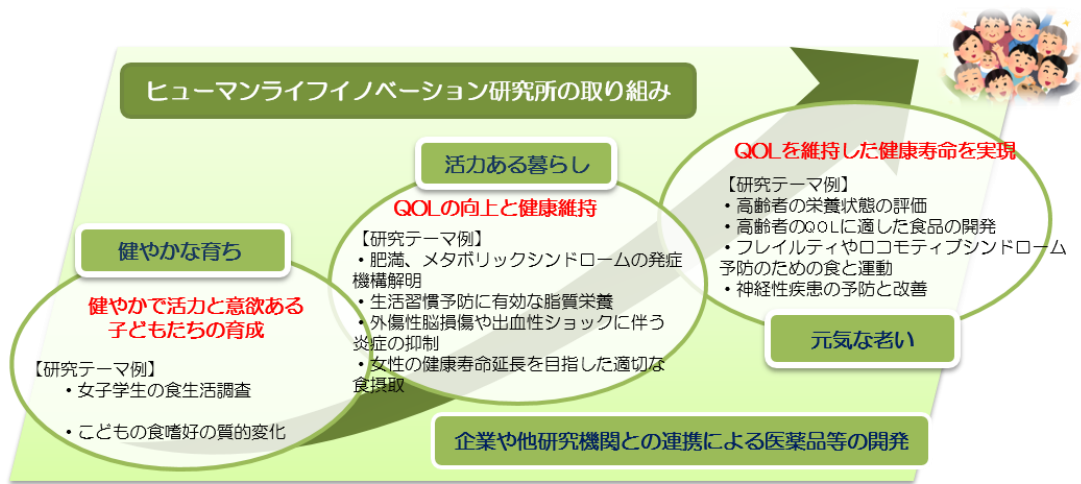 ヒューマンライフイノベーション研究所の取り組み
健やかな育ち
健やかで活力と意欲ある
子どもたちの育成
【研究テーマ例】
・女子学生の食生活調査
・こどもの食嗜好の質的変化
活力ある暮らし
QOLの向上と健康維持
【研究テーマ例】
・肥満、メタボリックシンドロームの発症
機構解明
・生活習慣予防に有効な脂質栄養
・外傷性脳損傷や出血性ショックに伴う
炎症の抑制
・女性の健康寿命延長を目指した適切な
食摂取
QOLを維持した健康寿命を実現
【研究テーマ例】
・高齢者の栄養状態の評価
・高齢者のQOLに適した食品の開発
・フレイルティやロコモティブシンドローム
予防のための食と運動
・神経性疾患の予防と改善
元気な老い
企業や他研究機関との連携による医薬品等の開発